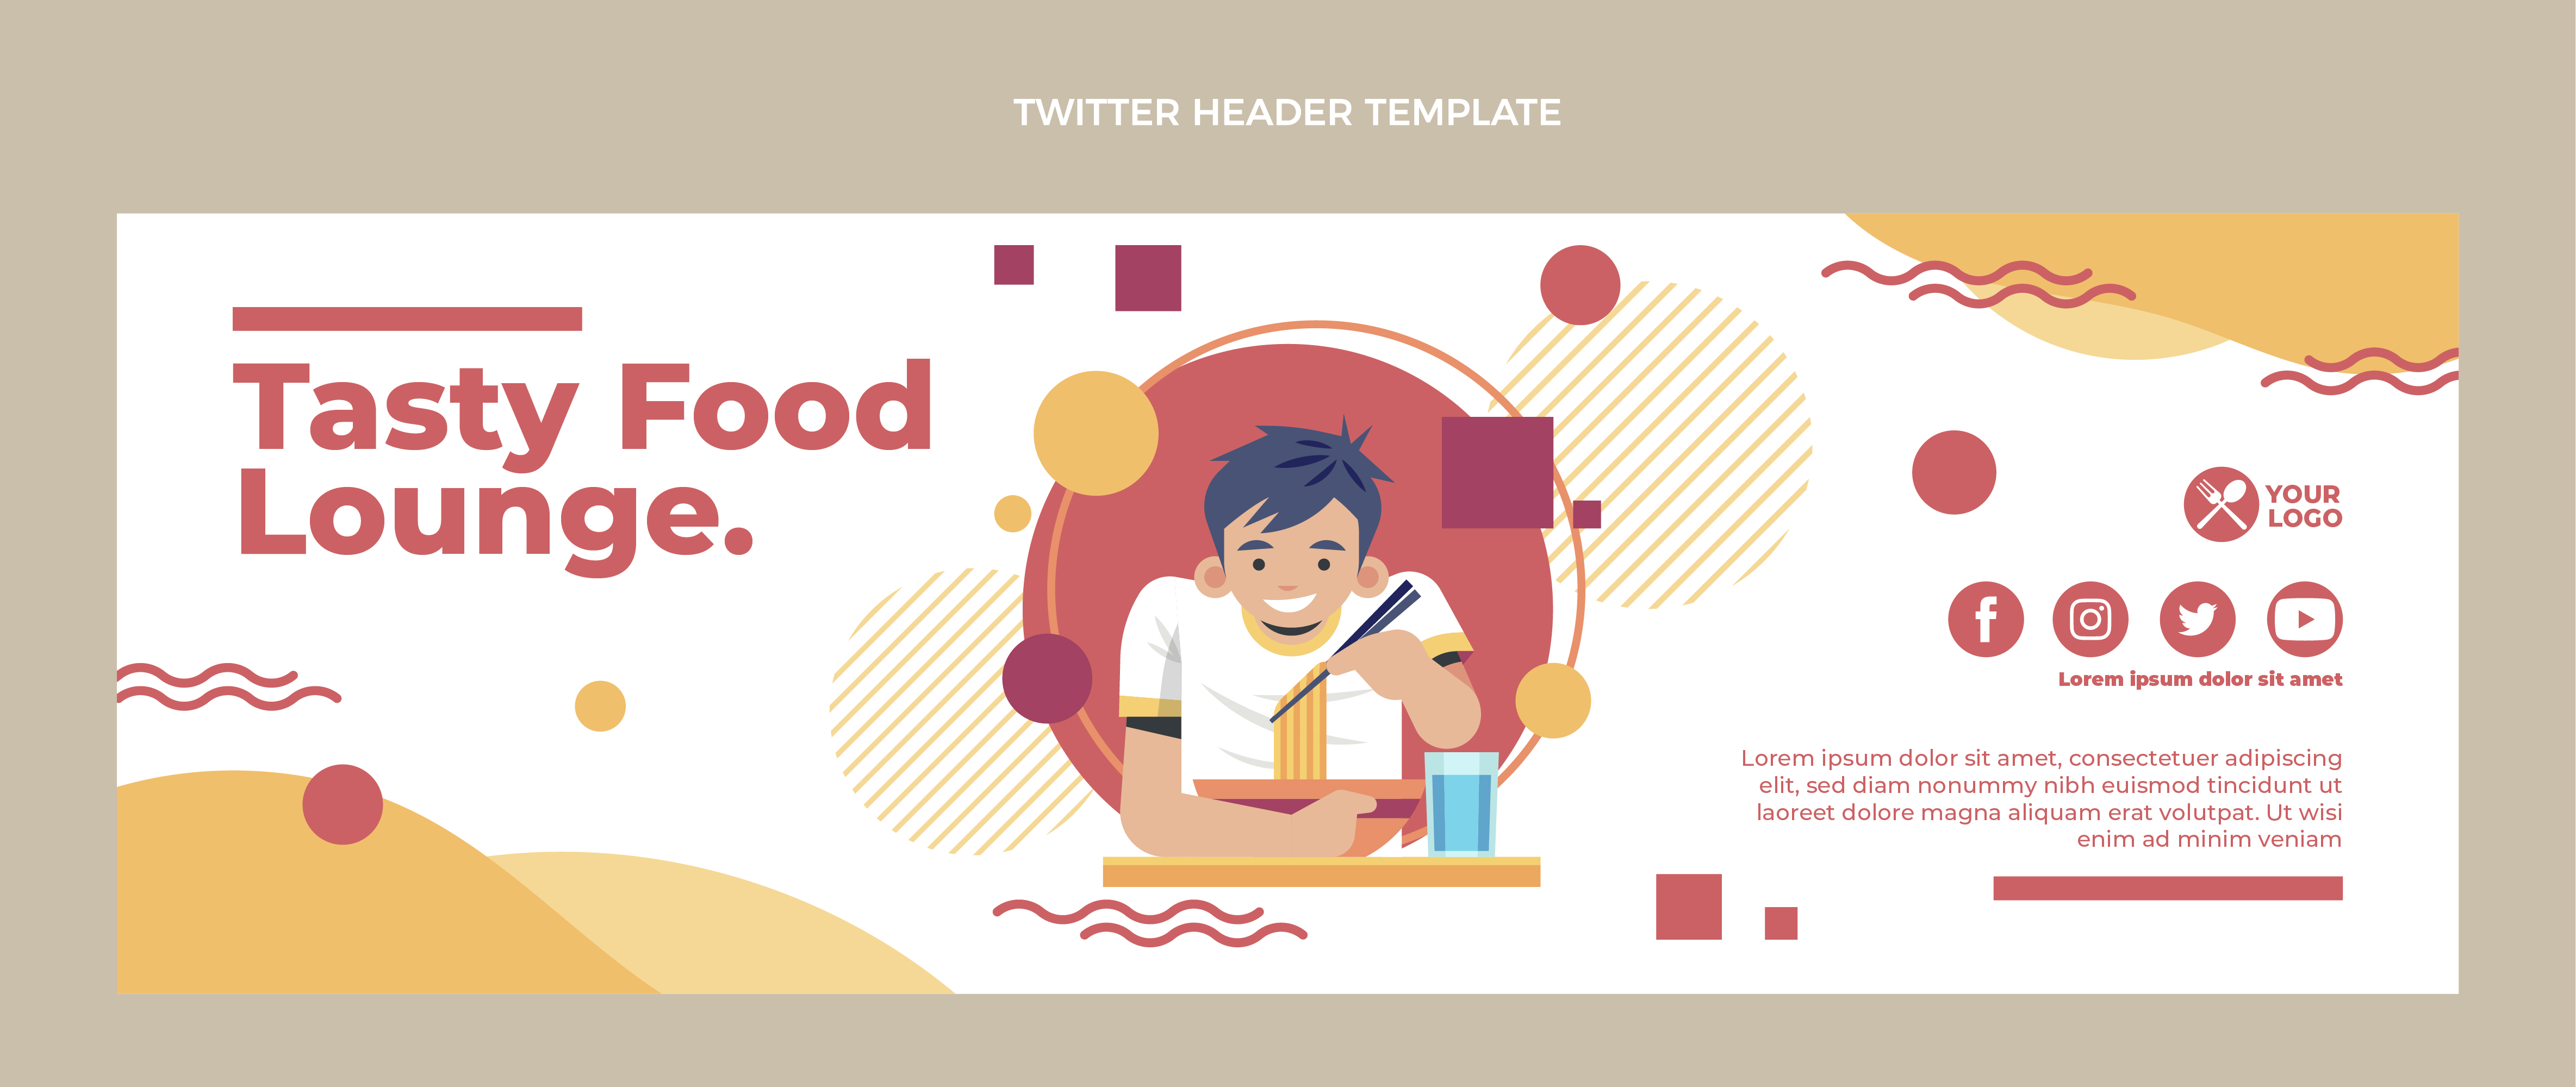 TWITTER HEADER TEMPLATE
Tasty Food
Lounge.
YOUR
LOGO
Lorem ipsum dolor sit amet
Lorem ipsum dolor sit amet, consectetuer adipiscing
elit, sed diam nonummy nibh euismod tincidunt ut
laoreet dolore magna aliquam erat volutpat. Ut wisi
enim ad minim veniam